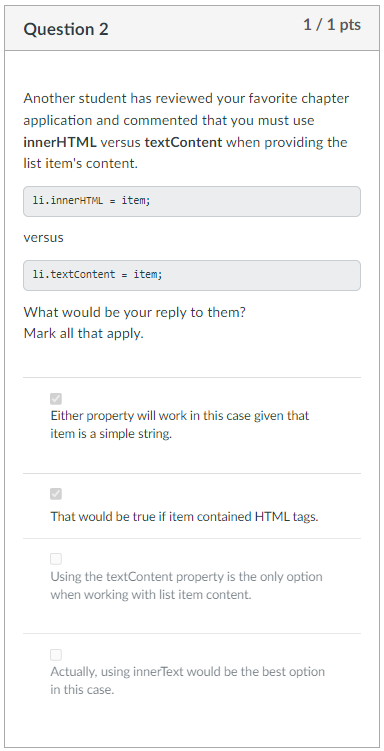 Question 2
1 / 1 pts
Another student has reviewed your favorite chapter
application and commented that you must use
innerHTML versus textContent when providing the
list item's content.
li.innerHTML = item;
versus
li.textContent = item;
What would be your reply to them?
Mark all that apply.
Either property will work in this case given that
item is a simple string.
That would be true if item contained HTML tags.
Using the textContent property is the only option
when working with list item content.
Actually, using innerText would be the best option
in this case.